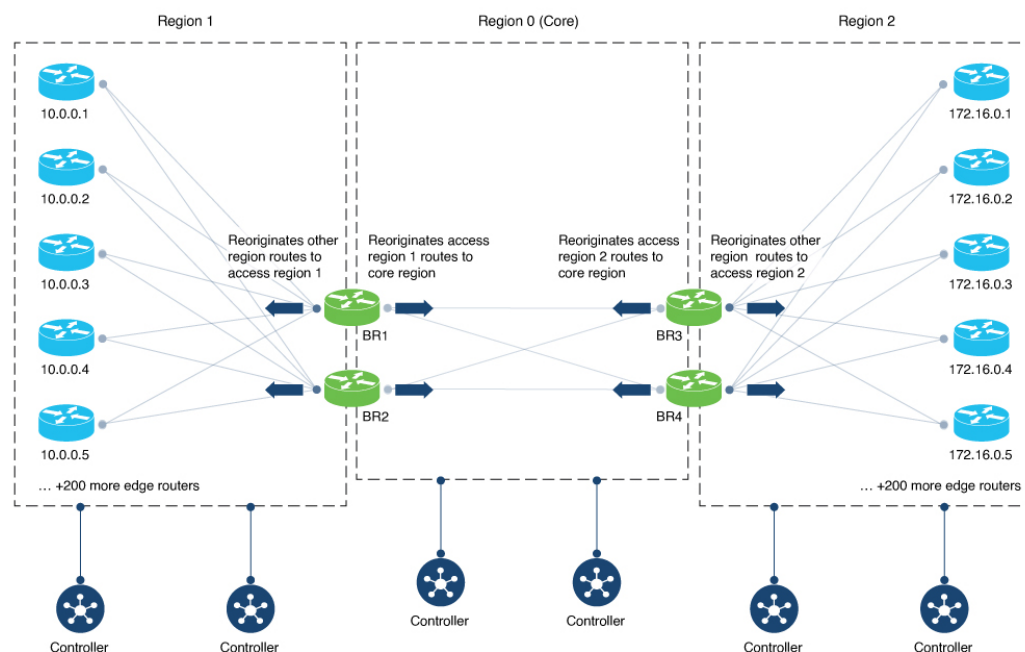 Region 1
Region 0 (Core)
Region 2
10.0.0.1
172.16.0.1
10.0.0.2
172.16.0.2
Reoriginates other
region routes to
access region 1
Reoriginates access
region 1 routes to
core region
Reoriginates access
region 2 routes to
core region
Reoriginates other
region routes to
access region 2
10.0.0.3
172.16.0.3
BR1
BR3
10.0.0.4
172.16.0.4
BR2
BR4
10.0.0.5
172.16.0.5
... +200 more edge routers
... +200 more edge routers
Controller
Controller
Controller
Controller
Controller
Controller